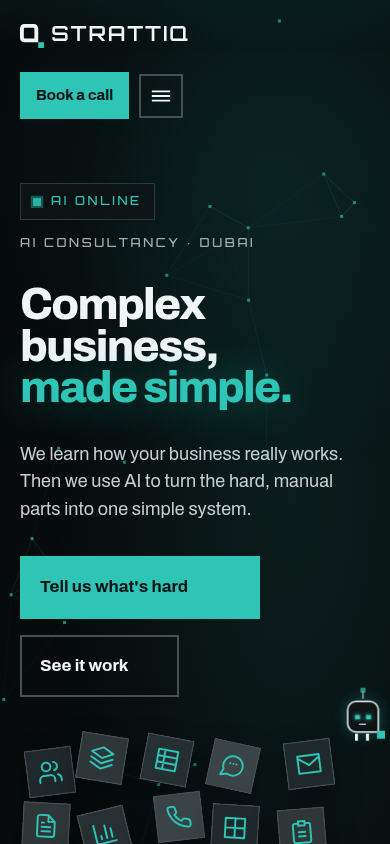 STRATTIQ
Book a call
AI ONLINE
AI CONSULTANCY · DUBAI
Complex
business,
made simple.
We learn how your business really works.
Then we use AI to turn the hard, manual
parts into one simple system.
Tell us what's hard
See it work